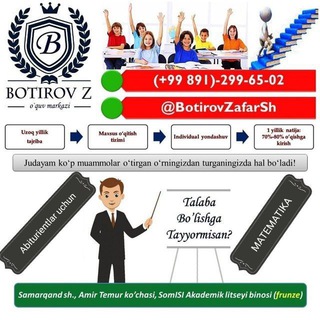 B
BOTIROV Z
o'quv markazi
(+99 891)-299-65-02
@BotirovZafarSh
Uzoq yillik
tajriba
Maxsus o'qitish
tizimi
Individual yondashuv
1 yillik natija:
70%-80% o'qishga
kirish
Judayam ko'p muammolar o'tirgan o'rningizdan turganingizda hal bo'ladi!
Abiturientlar uchun
Talaba
Bo'lishga
Tayyormisan?
MATEMATIKA
Samarqand sh., Amir Temur ko'chasi, SamISI Akademik litseyi binosi (frunze)